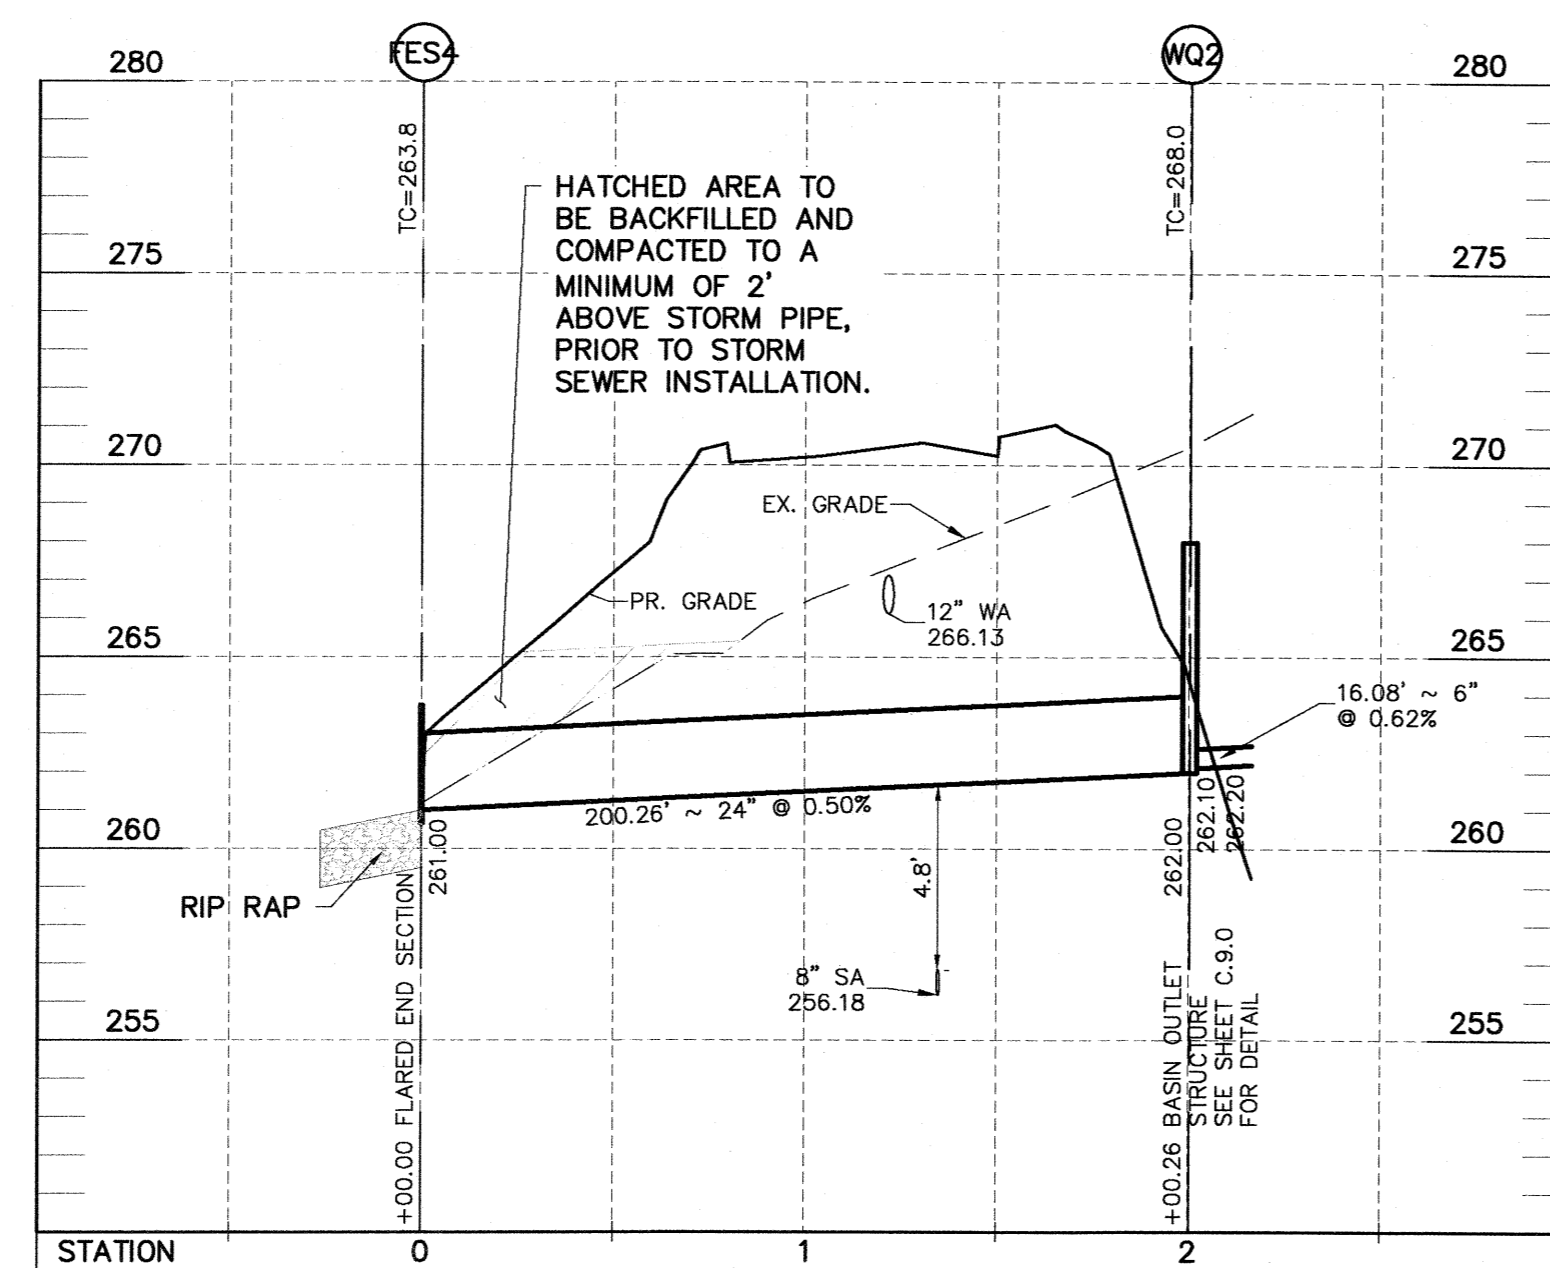 FES4
WQ2
280
280
TC=263.8
TC=268.0
HATCHED AREA TO
BE BACKFILLED AND
COMPACTED TO A
MINIMUM OF 2'
ABOVE STORM PIPE,
PRIOR TO STORM
SEWER INSTALLATION.
275
275
270
270
EX. GRADE
PR. GRADE
12" WA
266.13
265
265
16.08' ~ 6"
@ 0.62%
200.26' ~ 24" @ 0.50%
260
260
261.00
262.00
262.10
262.20
RIP RAP
4.8'
8" SA
256.18
255
255
+00.00 FLARED END SECTION
+00.26 BASIN OUTLET
STRUCTURE
SEE SHEET C.9.0
FOR DETAIL
STATION
0
1
2